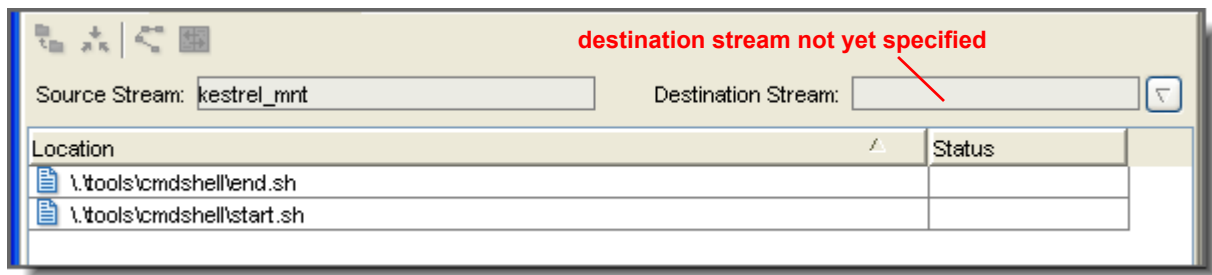 destination stream not yet specified
Source Stream: kestrel_mnt Destination Stream:
Location Status
\.\tools\cmdshell\end.sh
\.\tools\cmdshell\start.sh